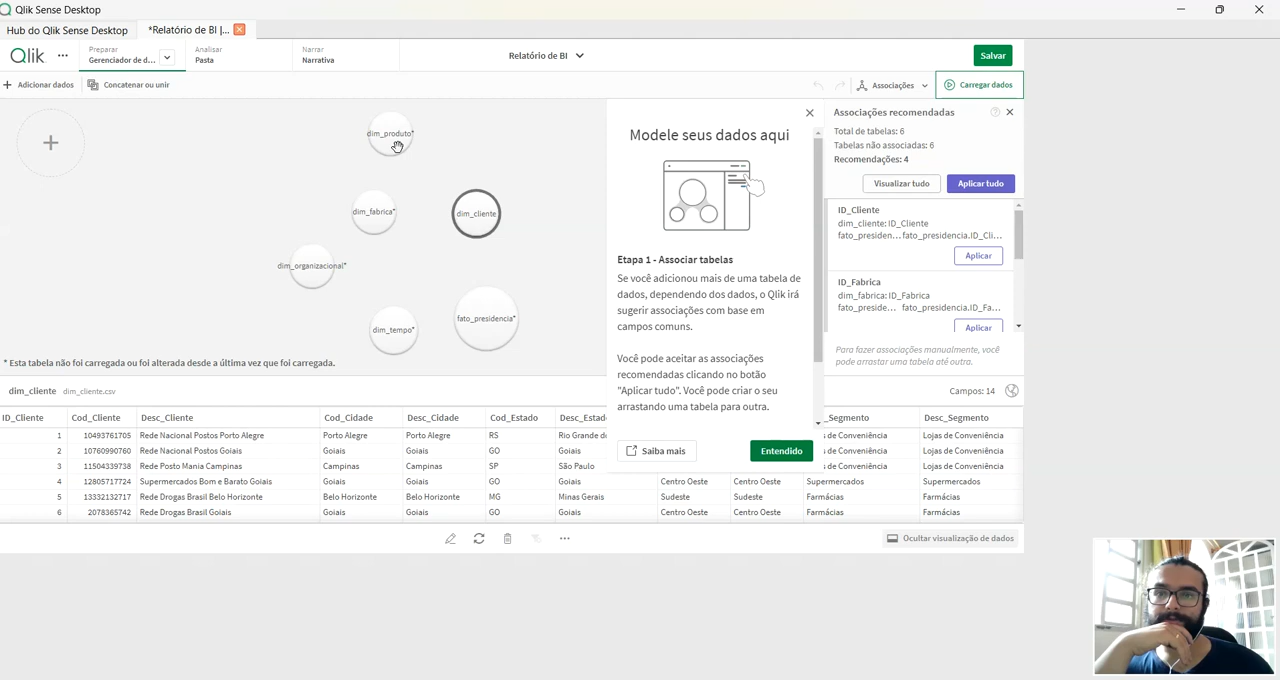 Qlik Sense Desktop
Hub do Qlik Sense Desktop
*Relatório de BI |...
Qlik
Preparar
Gerenciador de d...
Analisar
Pasta
Narrar
Narrativa
Relatório de BI
Salvar
Adicionar dados
Concatenar ou unir
Associações
Carregar dados
dim_produto*
dim_fabrica*
dim_cliente
dim_organizacional*
dim_tempo*
fato_presidencia*
* Esta tabela não foi carregada ou foi alterada desde a última vez que foi carregada.
Modele seus dados aqui
Etapa 1 - Associar tabelas
Se você adicionou mais de uma tabela de
dados, dependendo dos dados, o Qlik irá
sugerir associações com base em
campos comuns.
Você pode aceitar as associações
recomendadas clicando no botão
"Aplicar tudo". Você pode criar o seu
arrastando uma tabela para outra.
Saiba mais
Entendido
Associações recomendadas
Total de tabelas: 6
Tabelas não associadas: 6
Recomendações: 4
Visualizar tudo
Aplicar tudo
ID_Cliente
dim_cliente: ID_Cliente
fato_presiden... fato_presidencia.ID_Cli...
Aplicar
ID_Fabrica
dim_fabrica: ID_Fabrica
fato_preside... fato_presidencia.ID_Fa...
Aplicar
Para fazer associações manualmente, você
pode arrastar uma tabela até outra.
dim_cliente dim_cliente.csv
Campos: 14
ID_Cliente Cod_Cliente Desc_Cliente Cod_Cidade Desc_Cidade Cod_Estado Desc_Estad _Segmento Desc_Segmento
1 10493761705 Rede Nacional Postos Porto Alegre Porto Alegre Porto Alegre RS Rio Grande d s de Conveniência Lojas de Conveniência
2 10760990760 Rede Nacional Postos Goiais Goiais Goiais GO Goiais s de Conveniência Lojas de Conveniência
3 11504339738 Rede Posto Mania Campinas Campinas Campinas SP São Paulo s de Conveniência Lojas de Conveniência
4 12805717724 Supermercados Bom e Barato Goiais Goiais Goiais GO Goiais Centro Oeste Centro Oeste Supermercados Supermercados
5 13332132717 Rede Drogas Brasil Belo Horizonte Belo Horizonte Belo Horizonte MG Minas Gerais Sudeste Sudeste Farmácias Farmácias
6 2078365742 Rede Drogas Brasil Goiais Goiais Goiais GO Goiais Centro Oeste Centro Oeste Farmácias Farmácias
Ocultar visualização de dados